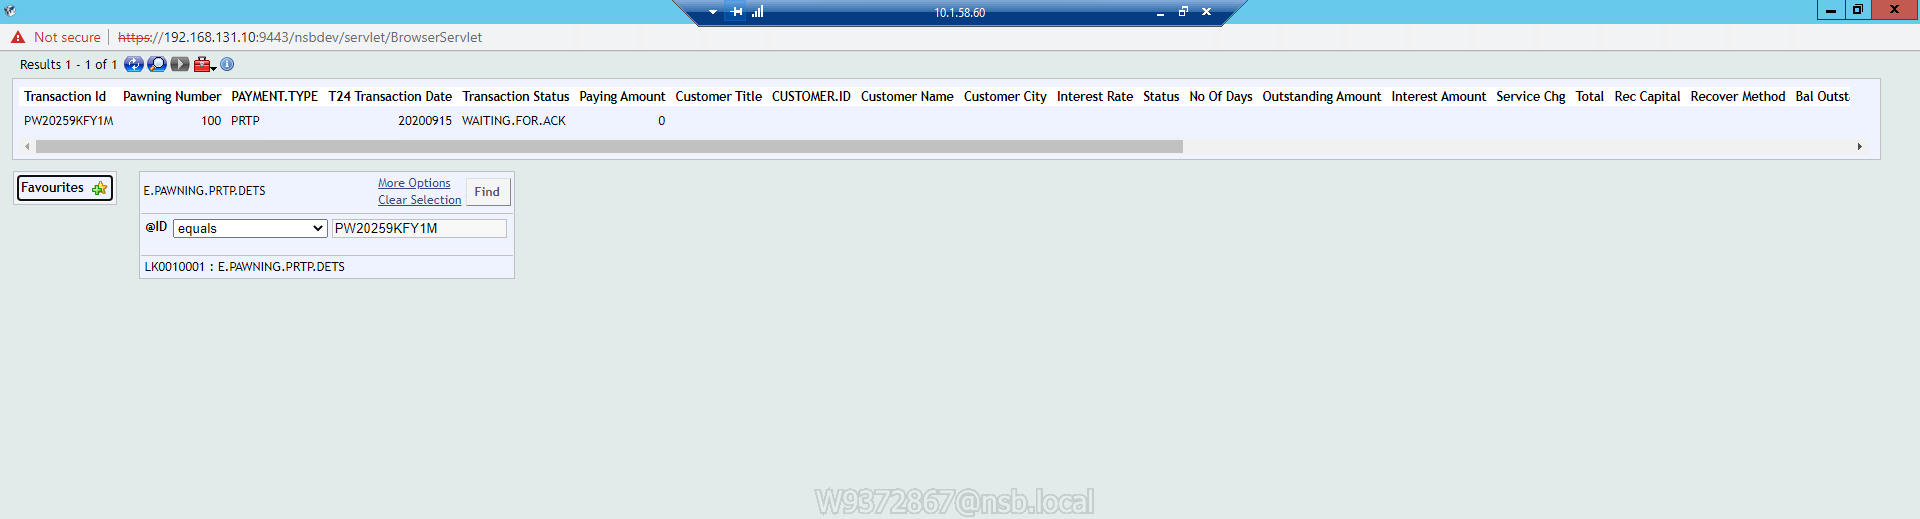 10.1.58.60
Not secure https://192.168.131.10:9443/nsbdev/servlet/BrowserServlet
Results 1 - 1 of 1
Transaction Id Pawning Number PAYMENT.TYPE T24 Transaction Date Transaction Status Paying Amount Customer Title CUSTOMER.ID Customer Name Customer City Interest Rate Status No Of Days Outstanding Amount Interest Amount Service Chg Total Rec Capital Recover Method Bal Outst
PW20259KFY1M 100 PRTP 20200915 WAITING.FOR.ACK 0
Favourites
E.PAWNING.PRTP.DETS More Options Find
Clear Selection
@ID equals PW20259KFY1M
LK0010001 : E.PAWNING.PRTP.DETS
W9372867@nsb.local